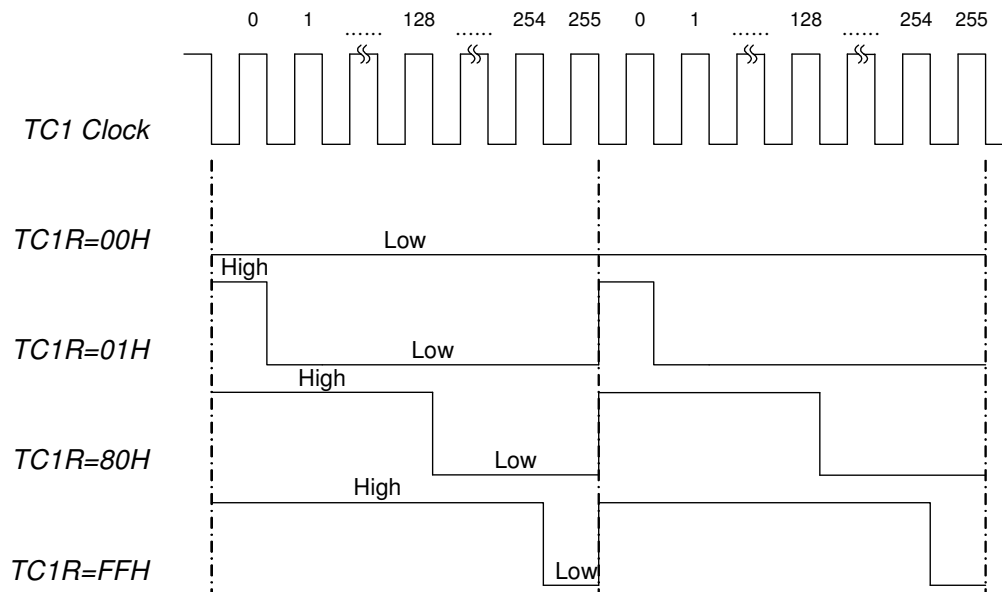 0 1 ...... 128 ...... 254 255 0 1 ...... 128 ...... 254 255
TC1 Clock
TC1R=00H
Low
High
TC1R=01H
Low
High
TC1R=80H
Low
High
TC1R=FFH
Low